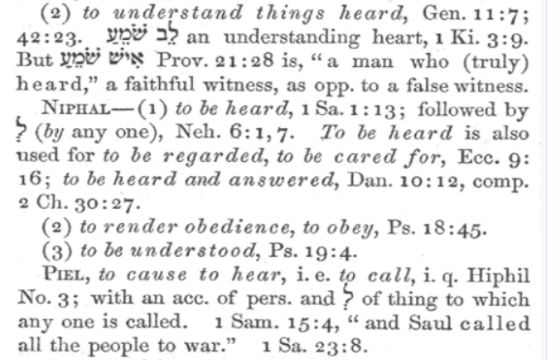 (2) to understand things heard, Gen. 11:7;
42:23. לֵב שֹׁמֵעַ an understanding heart, 1 Ki. 3:9.
But אִישׁ שֹׁמֵעַ Prov. 21:28 is, “a man who (truly)
heard,” a faithful witness, as opp. to a false witness.
NIPHAL—(1) to be heard, 1 Sa. 1:13; followed by
לְ (by any one), Neh. 6:1, 7. To be heard is also
used for to be regarded, to be cared for, Ecc. 9:
16; to be heard and answered, Dan. 10:12, comp.
2 Ch. 30:27.
(2) to render obedience, to obey, Ps. 18:45.
(3) to be understood, Ps. 19:4.
PIEL, to cause to hear, i. e. to call, i. q. Hiphil
No. 3; with an acc. of pers. and לְ of thing to which
any one is called. 1 Sam. 15:4, “and Saul called
all the people to war.” 1 Sa. 23:8.